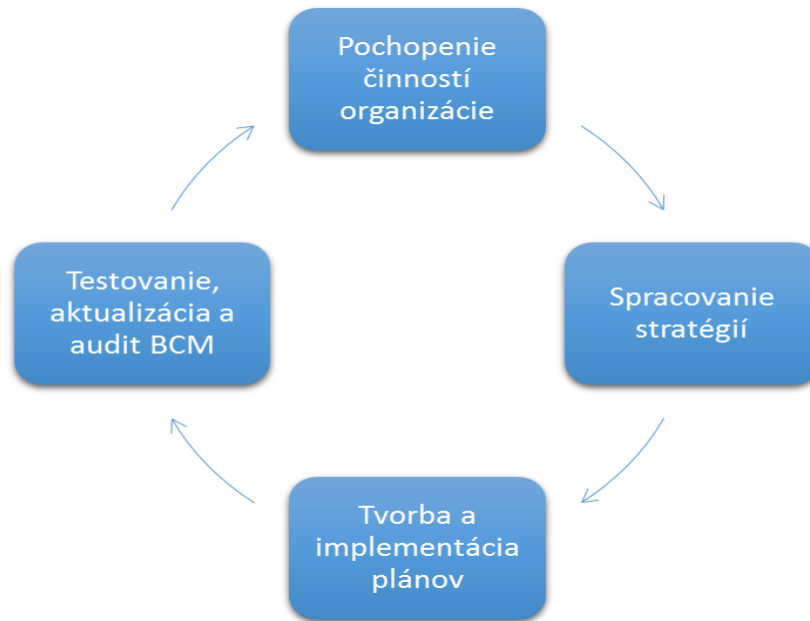 Pochopenie
činností
organizácie
Spracovanie
stratégií
Tvorba a
implementácia
plánov
Testovanie,
aktualizácia a
audit BCM